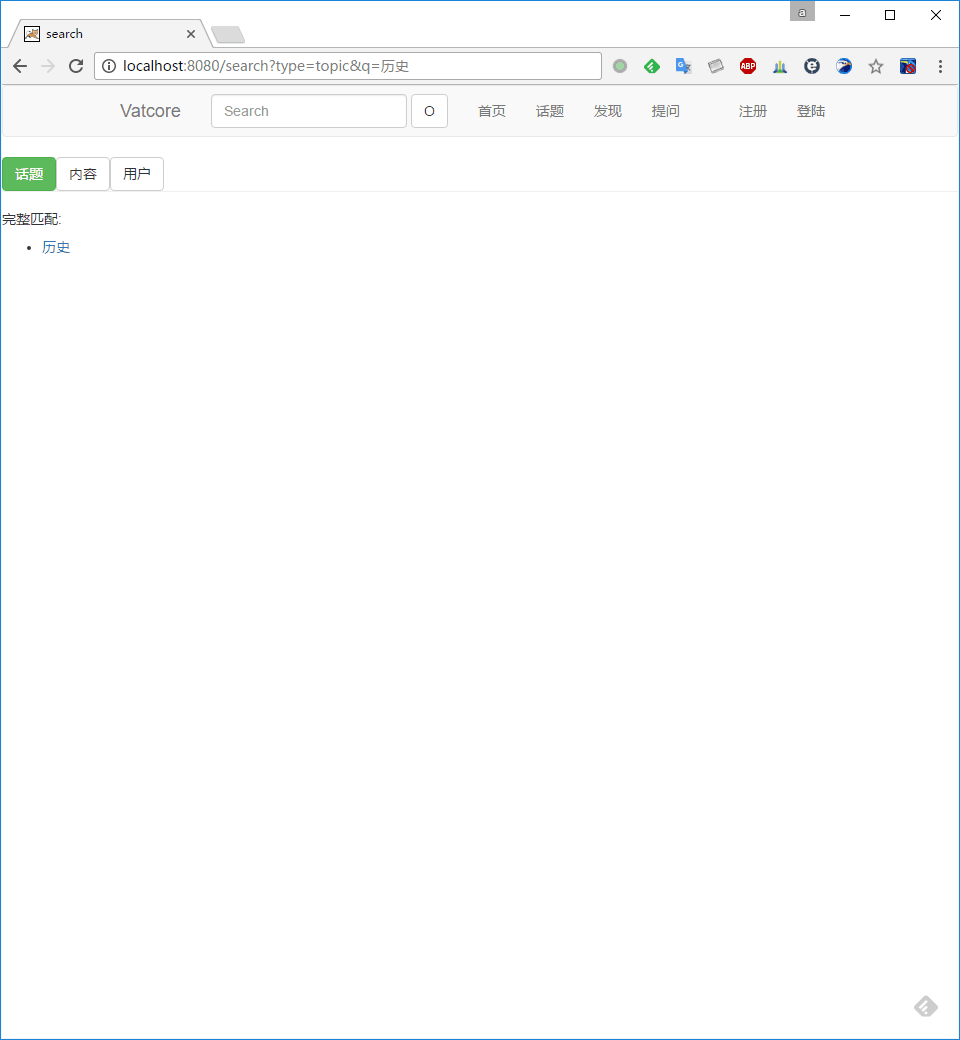 a
search
localhost:8080/search?type=topic&q=历史
G
ABP
Vatcore Search O 首页 话题 发现 提问 注册 登陆
话题 内容 用户
完整匹配:
历史